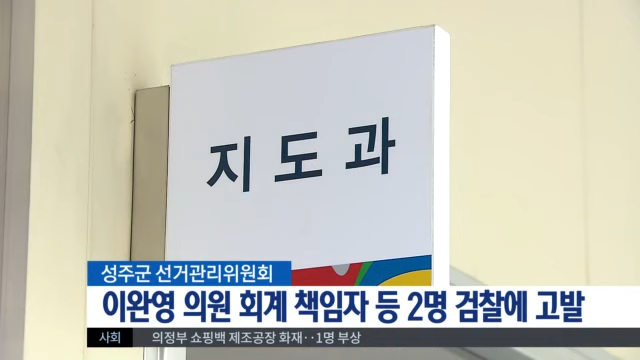 지도과
성주군 선거관리위원회
이완영 의원 회계 책임자 등 2명 검찰에 고발
사회 의정부 쇼핑백 제조공장 화재‥1명 부상